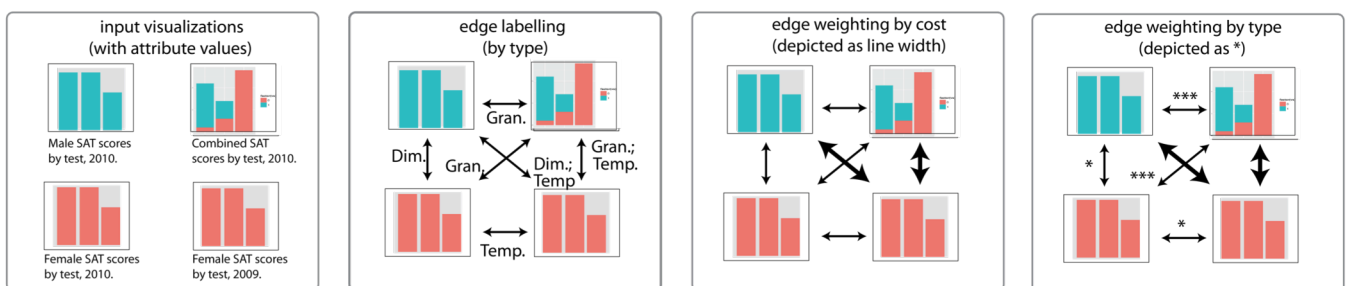 input visualizations
(with attribute values)
Male SAT scores
by test, 2010.
Combined SAT
scores by test, 2010.
Female SAT scores
by test, 2010.
Female SAT scores
by test, 2009.
edge labelling
(by type)
Gran.
Dim.
Gran.
Dim.;
Temp
Gran.;
Temp.
Temp.
edge weighting by cost
(depicted as line width)
edge weighting by type
(depicted as *)
***
*
***
*